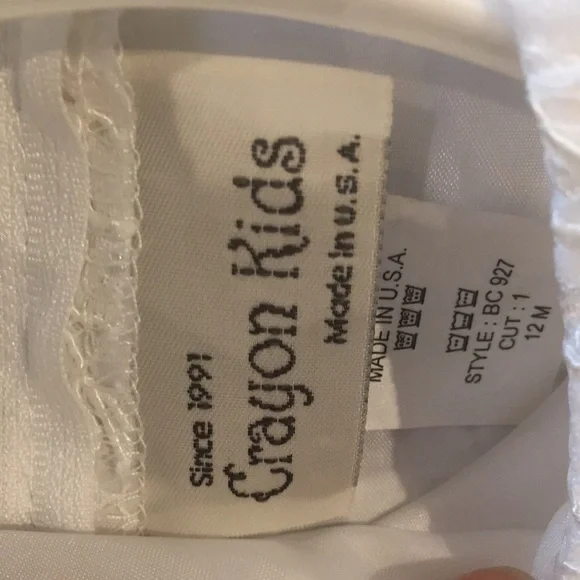 Since 1991
Crayon Kids
Made in U.S.A.
MADE IN U.S.A.
STYLE : BC 927
CUT : 1
12 M